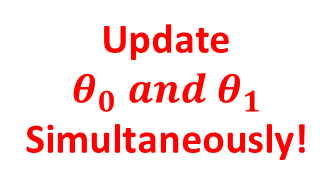 Update
θ₀ and θ₁
Simultaneously!